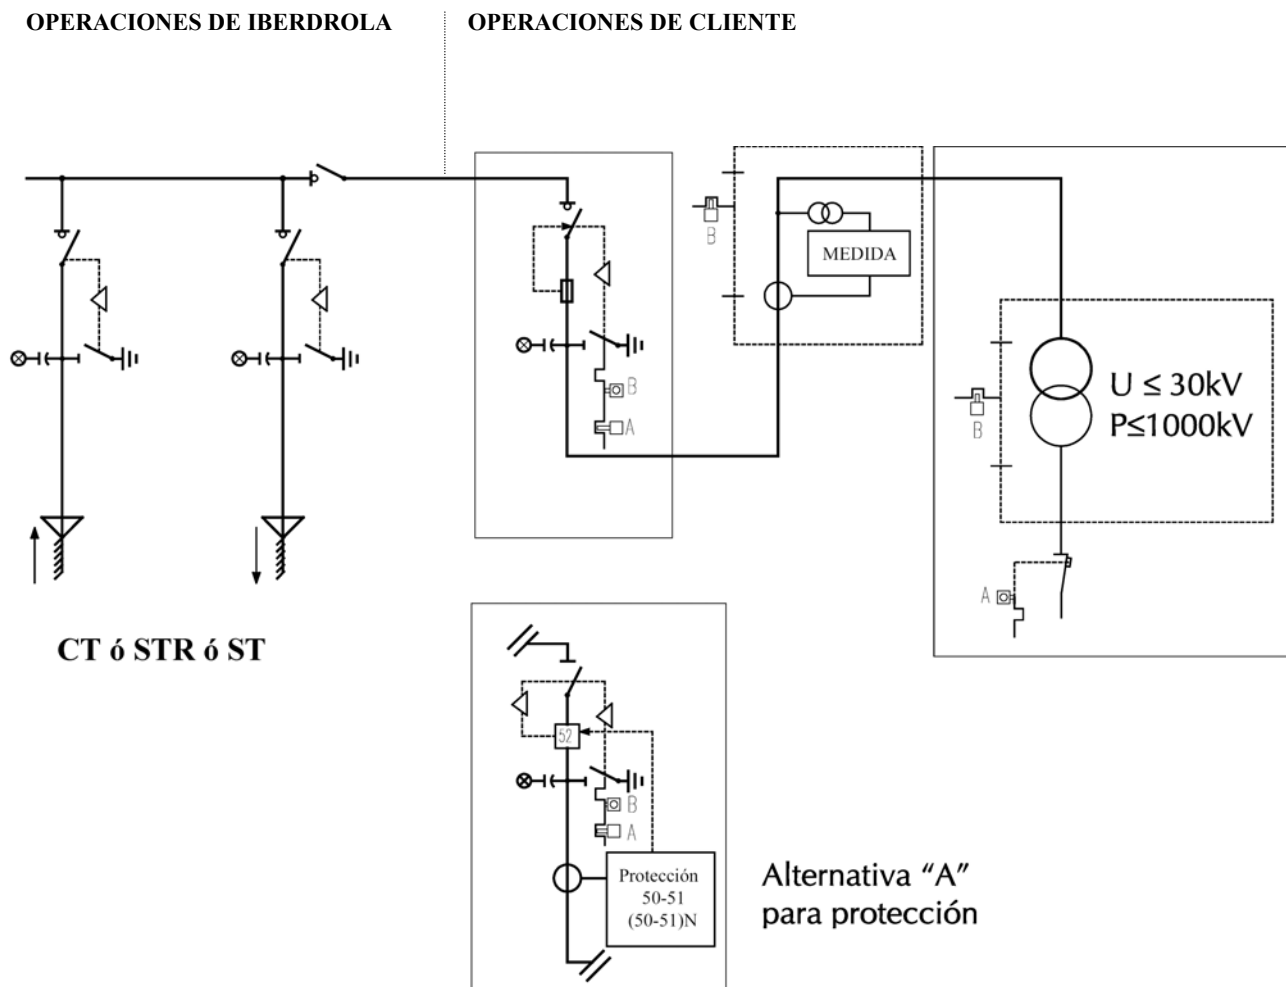 OPERACIONES DE IBERDROLA
OPERACIONES DE CLIENTE
B
MEDIDA
B
A
U ≤ 30kV
P≤1000kV
B
A
CT ó STR ó ST
52
B
A
Protección
50-51
(50-51)N
Alternativa “A”
para protección